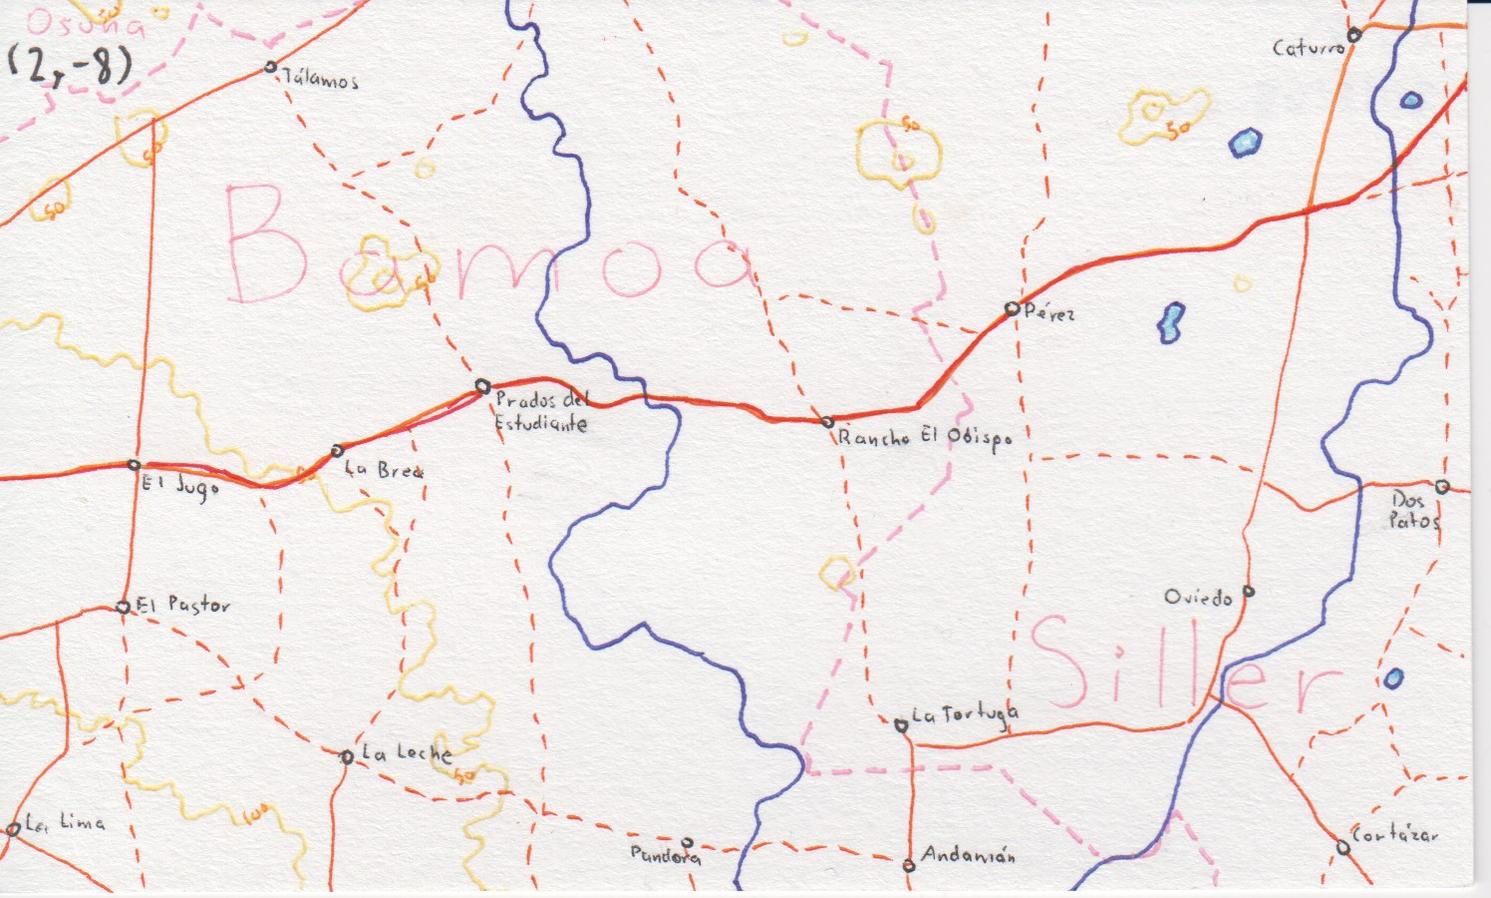 Osuna
(2,-8)
Tálamos
Caturro
50
50
50
50
50
Bamoa
50
Pérez
Prados del
Estudiante
Rancho El Obispo
La Brea
El Jugo
Dos
Patos
El Pastor
Oviedo
Siller
La Tortuga
La Leche
50
100
La Lima
Pandora
Andamán
Cortázar